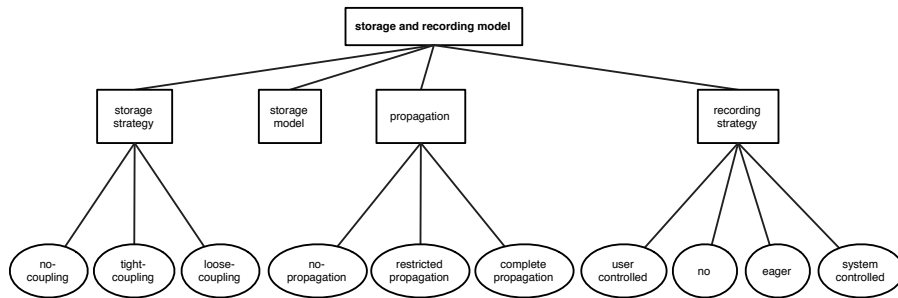 storage and recording model
storage
strategy
storage
model
propagation
recording
strategy
no-
coupling
tight-
coupling
loose-
coupling
no-
propagation
restricted
propagation
complete
propagation
user
controlled
no
eager
system
controlled